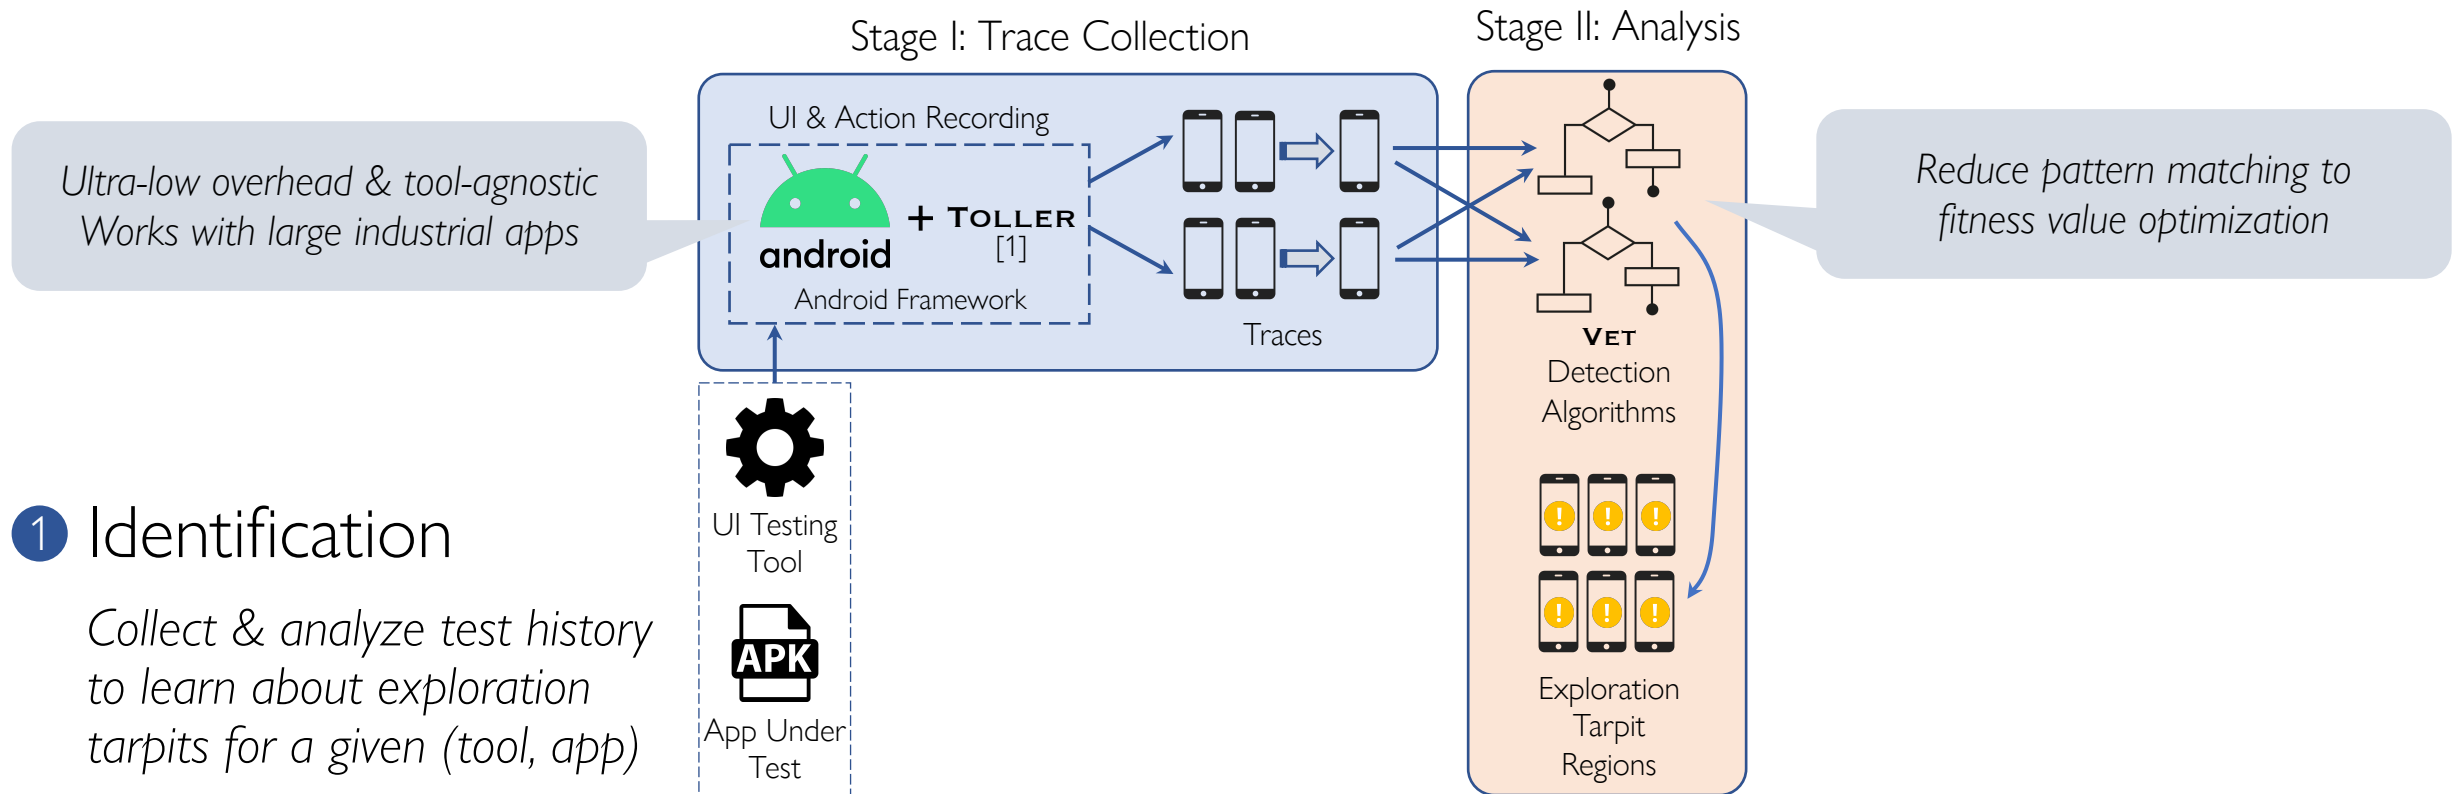 Stage I: Trace Collection
Stage II: Analysis
Ultra-low overhead & tool-agnostic
Works with large industrial apps
UI & Action Recording
android
+ TOLLER
[1]
Android Framework
Traces
VET
Detection
Algorithms
Reduce pattern matching to
fitness value optimization
UI Testing
Tool
APK
App Under
Test
! ! !
! ! !
Exploration
Tarpit
Regions
1 Identification
Collect & analyze test history
to learn about exploration
tarpits for a given (tool, app)